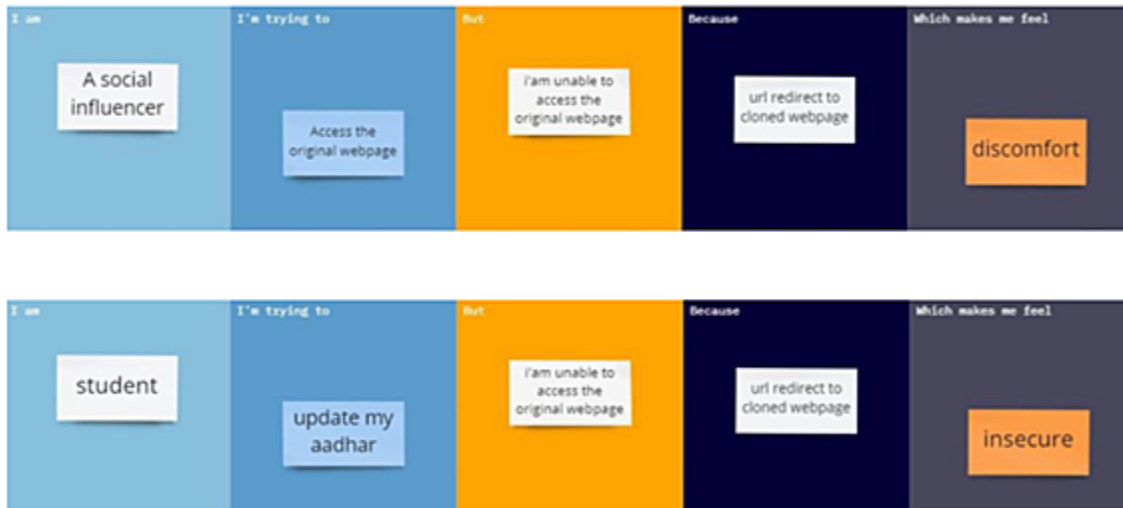 I am
I'm trying to
But
Because
Which makes me feel
A social
influencer
Access the
original webpage
i'am unable to
access the
original webpage
url redirect to
cloned webpage
discomfort
I am
I'm trying to
But
Because
Which makes me feel
student
update my
aadhar
i'am unable to
access the
original webpage
url redirect to
cloned webpage
insecure